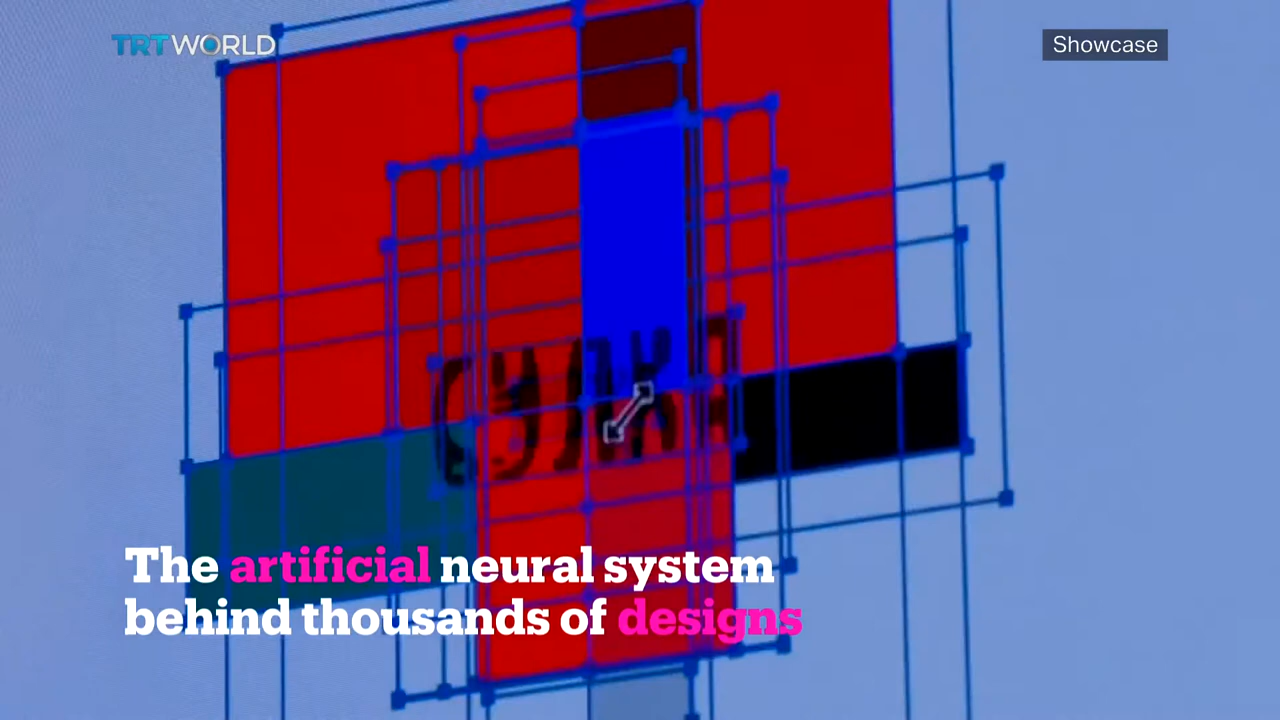 TRT WORLD
Showcase
The artificial neural system
behind thousands of designs